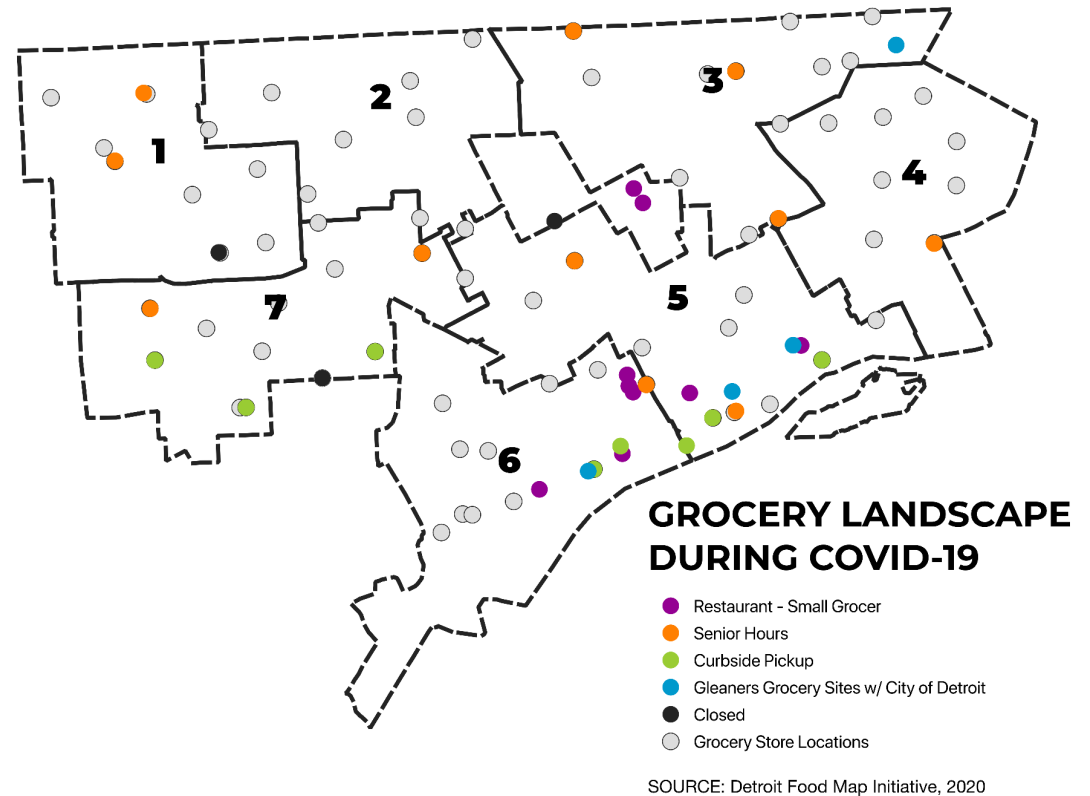 2
3
1
4
7
5
6
GROCERY LANDSCAPE
DURING COVID-19
Restaurant - Small Grocer
Senior Hours
Curbside Pickup
Gleaners Grocery Sites w/ City of Detroit
Closed
Grocery Store Locations
SOURCE: Detroit Food Map Initiative, 2020